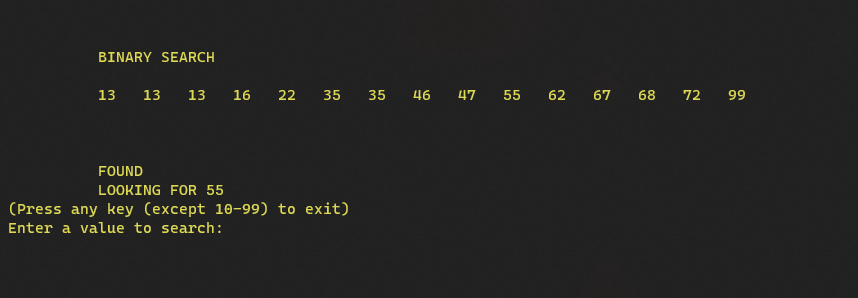 BINARY SEARCH
13 13 13 16 22 35 35 46 47 55 62 67 68 72 99
FOUND
LOOKING FOR 55
(Press any key (except 10-99) to exit)
Enter a value to search: